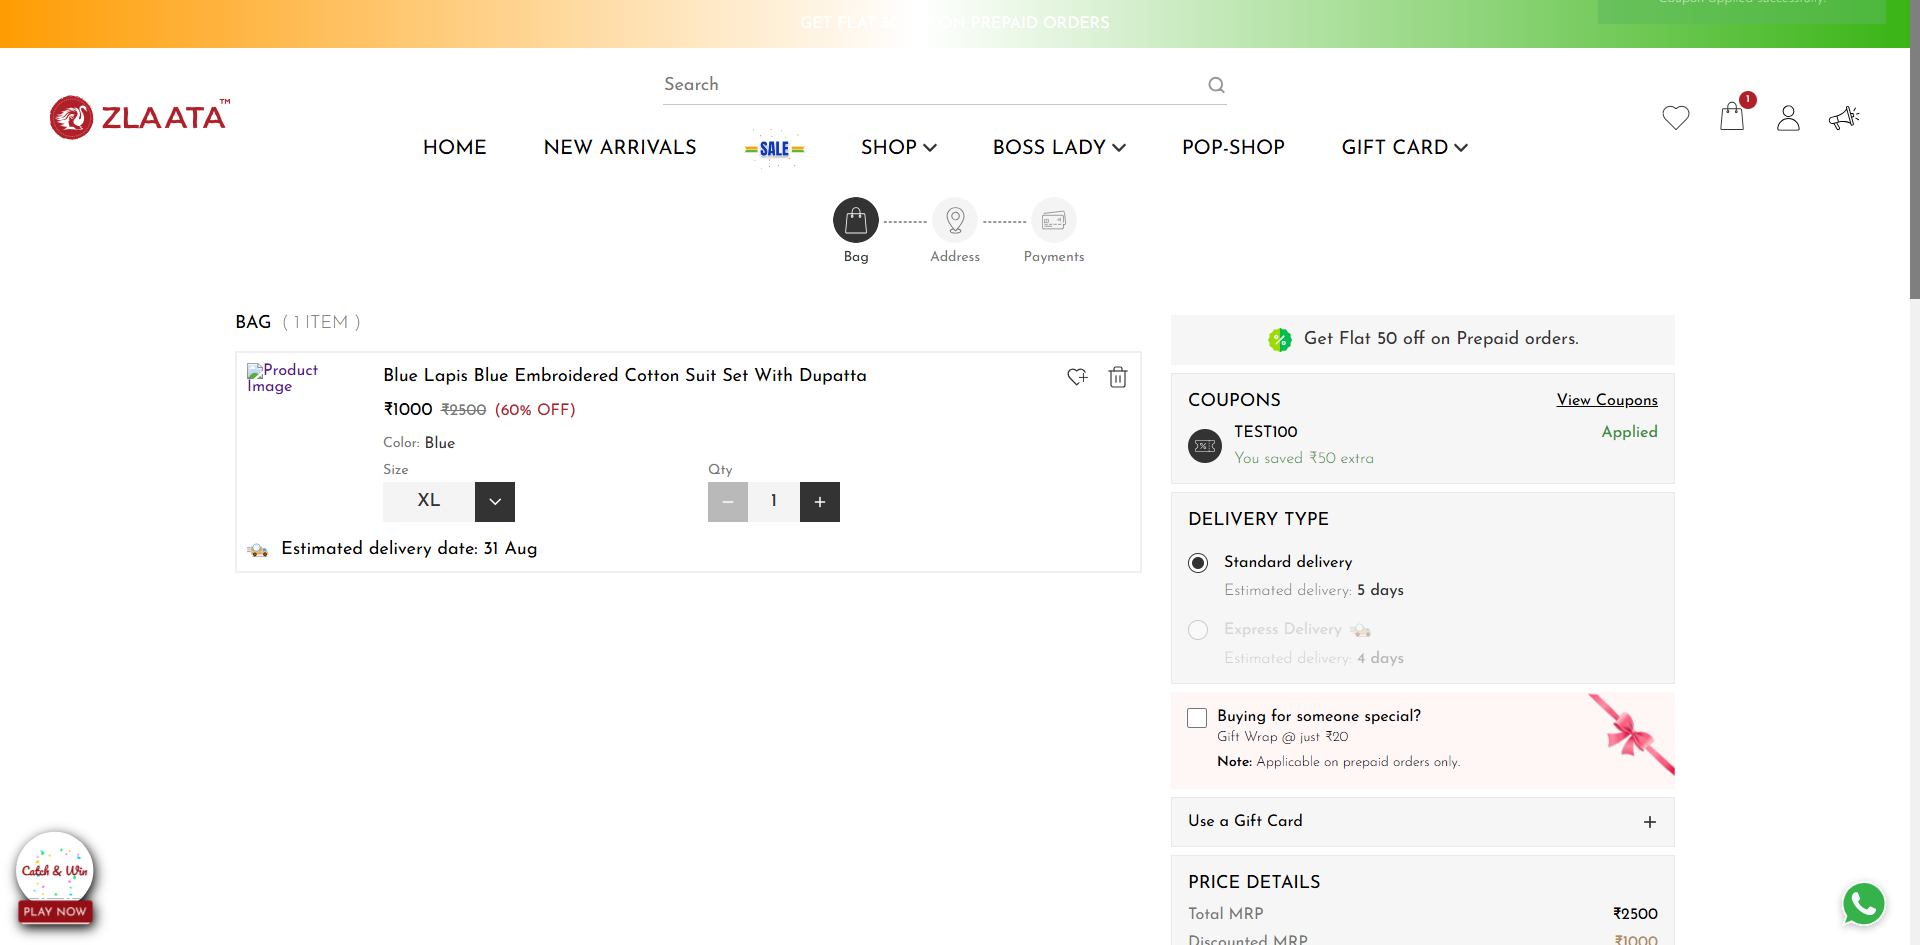 GET FLAT ON PREPAID ORDERS
Coupon applied successfully!
Search
ZLAATA™
1
HOME
NEW ARRIVALS
SALE
SHOP
BOSS LADY
POP-SHOP
GIFT CARD
Bag
Address
Payments
BAG ( 1 ITEM )
Product Image
Blue Lapis Blue Embroidered Cotton Suit Set With Dupatta
₹1000 ₹2500 (60% OFF)
Color: Blue
Size
Qty
XL
1
Estimated delivery date: 31 Aug
Get Flat 50 off on Prepaid orders.
COUPONS
View Coupons
TEST100
Applied
You saved ₹50 extra
DELIVERY TYPE
Standard delivery
Estimated delivery: 5 days
Express Delivery
Estimated delivery: 4 days
Buying for someone special?
Gift Wrap @ just ₹20
Note: Applicable on prepaid orders only.
Use a Gift Card
PRICE DETAILS
Total MRP ₹2500
Discounted MRP ₹1000
Catch & Win
PLAY NOW